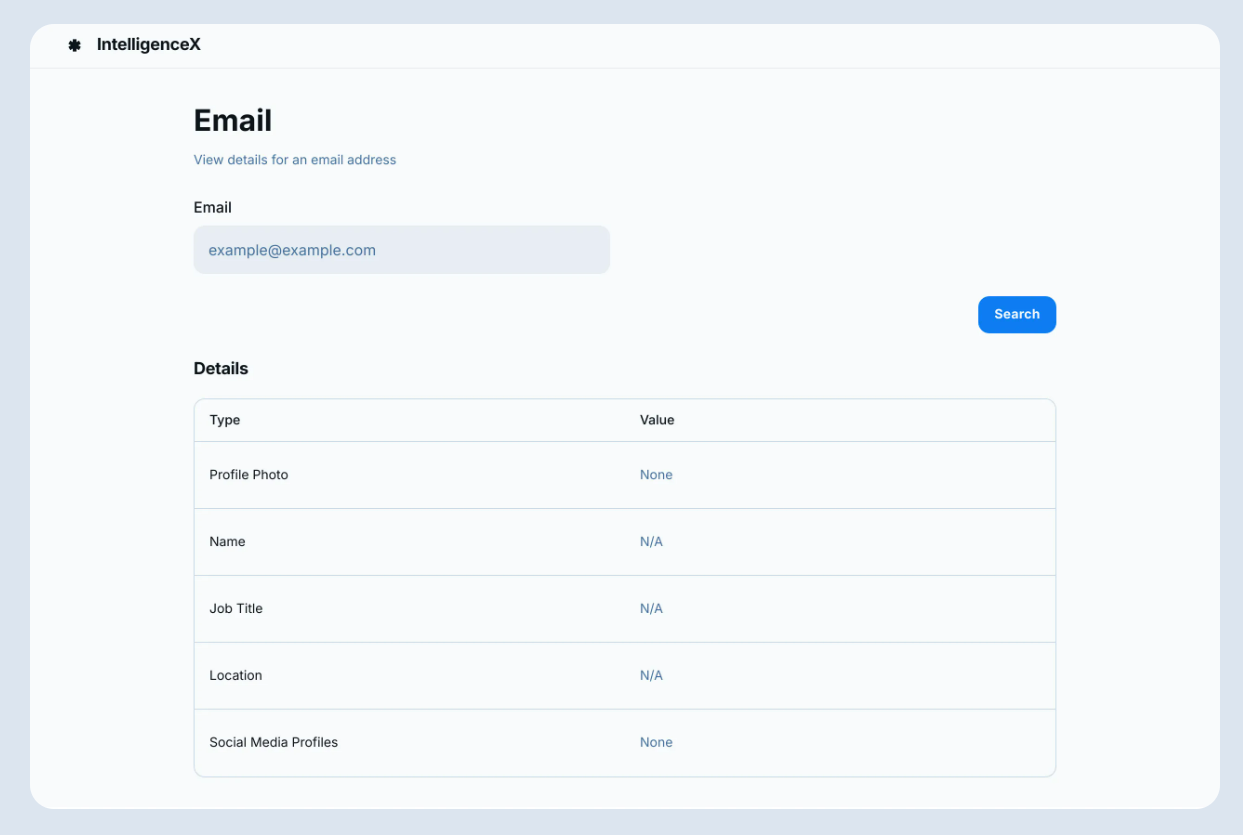 IntelligenceX
Email
View details for an email address
Email
example@example.com
Search
Details
Type Value
Profile Photo None
Name N/A
Job Title N/A
Location N/A
Social Media Profiles None